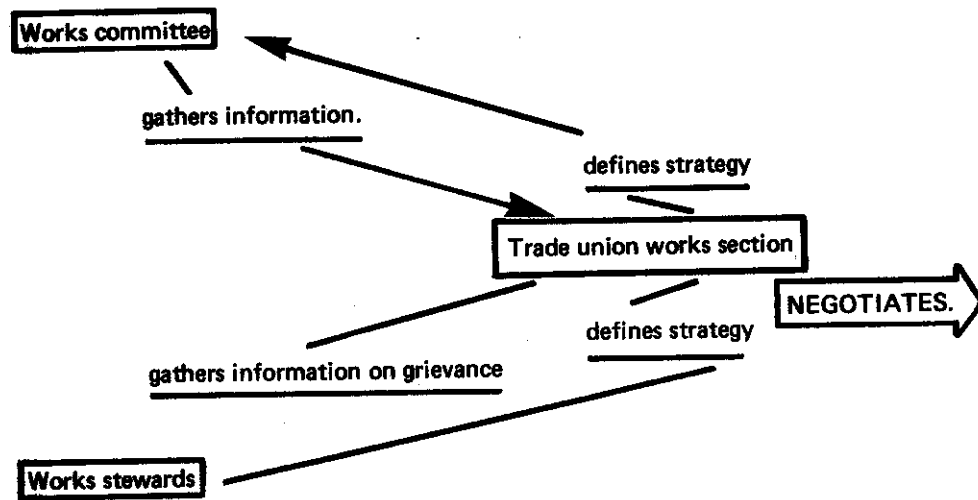 Works committee
gathers information.
defines strategy
Trade union works section
NEGOTIATES.
defines strategy
gathers information on grievance
Works stewards